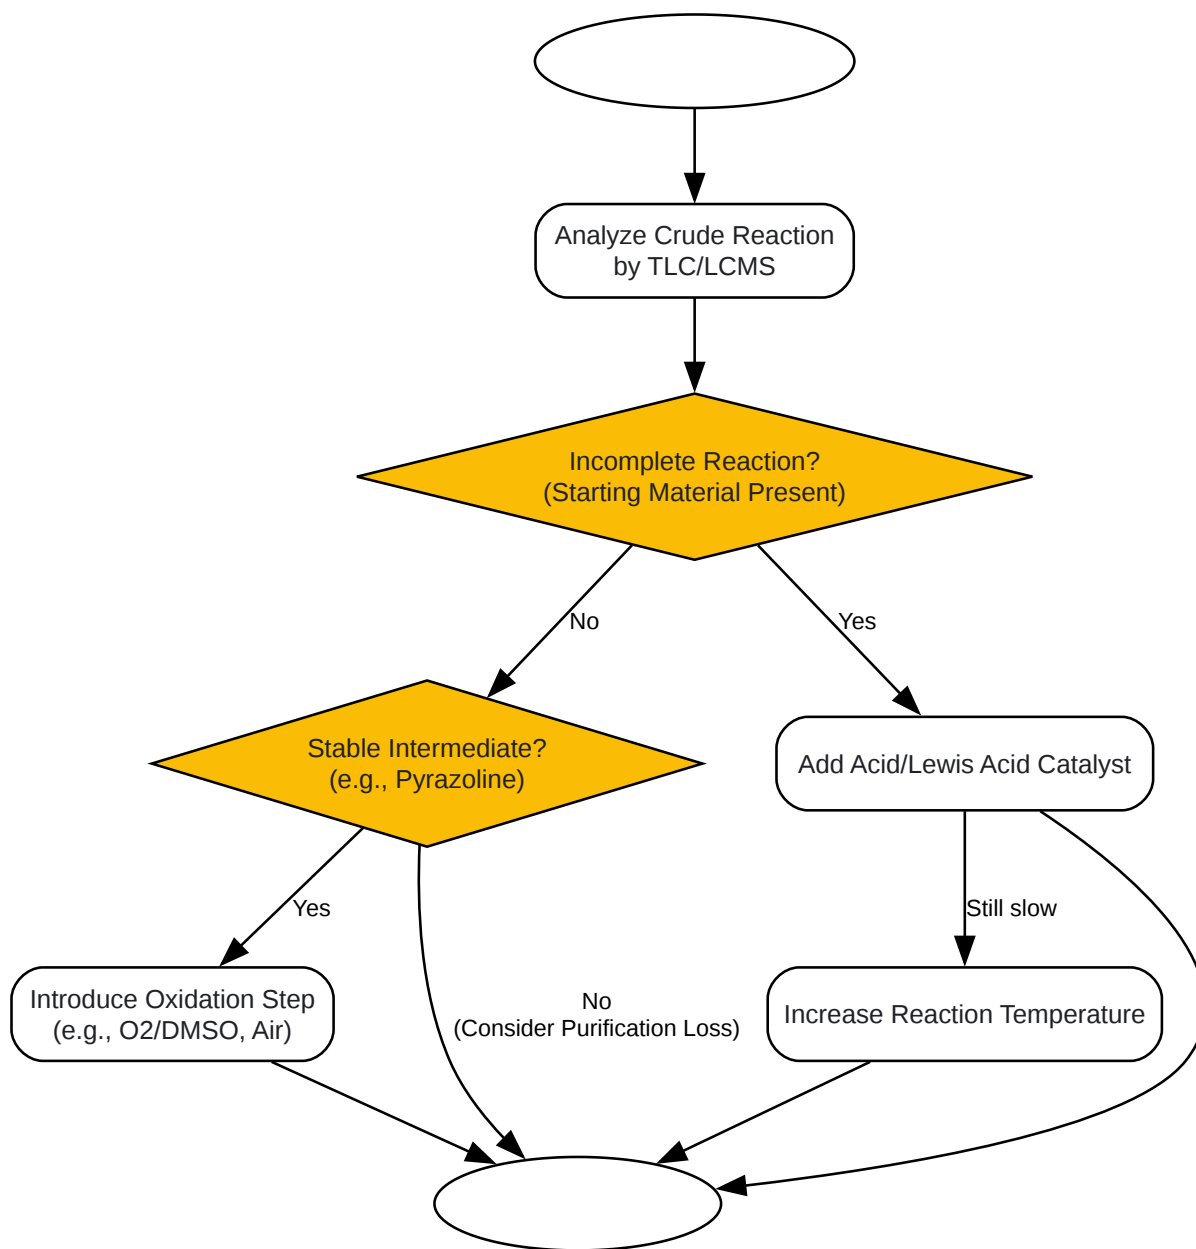 Analyze Crude Reaction
by TLC/LCMS
Incomplete Reaction?
(Starting Material Present)
No
Yes
Stable Intermediate?
(e.g., Pyrazoline)
Add Acid/Lewis Acid Catalyst
Yes
Still slow
Introduce Oxidation Step
(e.g., O2/DMSO, Air)
No
(Consider Purification Loss)
Increase Reaction Temperature